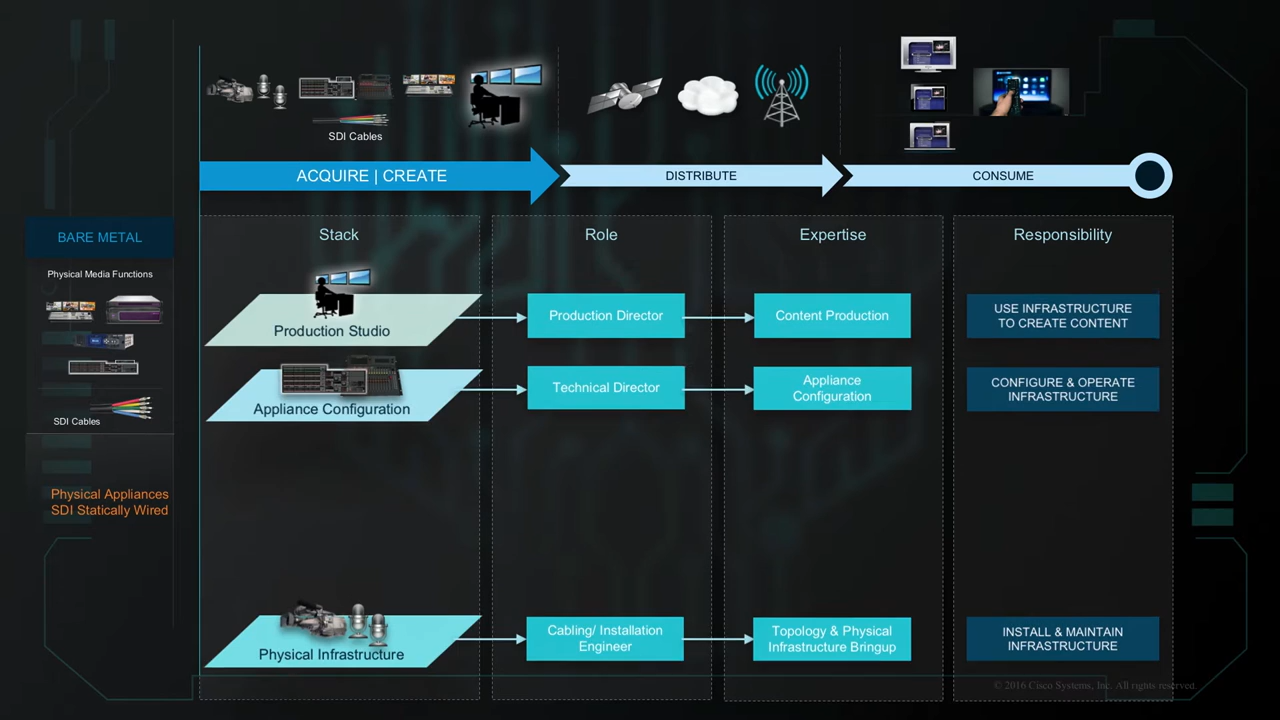 SDI Cables
ACQUIRE | CREATE
DISTRIBUTE
CONSUME
BARE METAL
Physical Media Functions
SDI Cables
Physical Appliances
SDI Statically Wired
Stack
Role
Expertise
Responsibility
Production Studio
Production Director
Content Production
USE INFRASTRUCTURE
TO CREATE CONTENT
Appliance Configuration
Technical Director
Appliance
Configuration
CONFIGURE & OPERATE
INFRASTRUCTURE
Physical Infrastructure
Cabling/ Installation
Engineer
Topology & Physical
Infrastructure Bringup
INSTALL & MAINTAIN
INFRASTRUCTURE
© 2016 Cisco Systems, Inc. All rights reserved